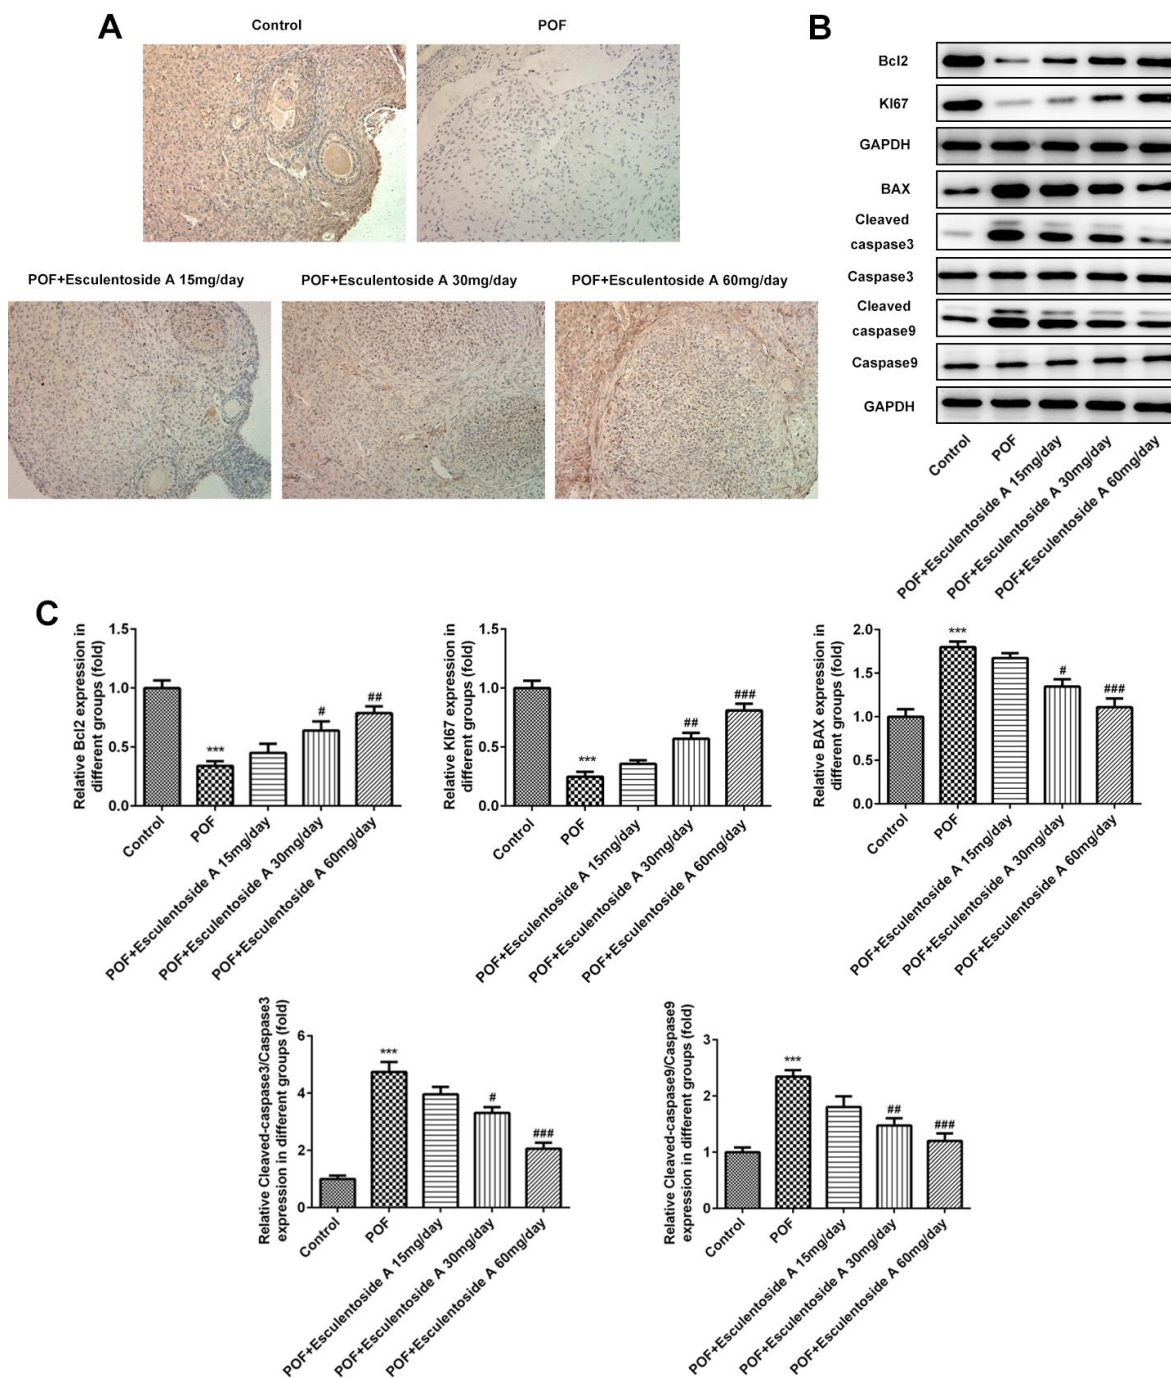 A
Control
POF
POF+Esculentoside A 15mg/day
POF+Esculentoside A 30mg/day
POF+Esculentoside A 60mg/day
B
Bcl2
KI67
GAPDH
BAX
Cleaved
caspase3
Caspase3
Cleaved
caspase9
Caspase9
GAPDH
Control
POF
POF+Esculentoside A 15mg/day
POF+Esculentoside A 30mg/day
POF+Esculentoside A 60mg/day
C
Relative Bcl2 expression in
different groups (fold)
1.5
1.0
0.5
0.0
***
#
##
Control
POF
POF+Esculentoside A 15mg/day
POF+Esculentoside A 30mg/day
POF+Esculentoside A 60mg/day
Relative KI67 expression in
different groups (fold)
1.5
1.0
0.5
0.0
***
##
###
Control
POF
POF+Esculentoside A 15mg/day
POF+Esculentoside A 30mg/day
POF+Esculentoside A 60mg/day
Relative BAX expression in
different groups (fold)
2.0
1.5
1.0
0.5
0.0
***
#
###
Control
POF
POF+Esculentoside A 15mg/day
POF+Esculentoside A 30mg/day
POF+Esculentoside A 60mg/day
Relative Cleaved-caspase3/Caspase3
expression in different groups (fold)
6
4
2
0
***
#
###
Control
POF
POF+Esculentoside A 15mg/day
POF+Esculentoside A 30mg/day
POF+Esculentoside A 60mg/day
Relative Cleaved-caspase9/Caspase9
expression in different groups (fold)
3
2
1
0
***
##
###
Control
POF
POF+Esculentoside A 15mg/day
POF+Esculentoside A 30mg/day
POF+Esculentoside A 60mg/day